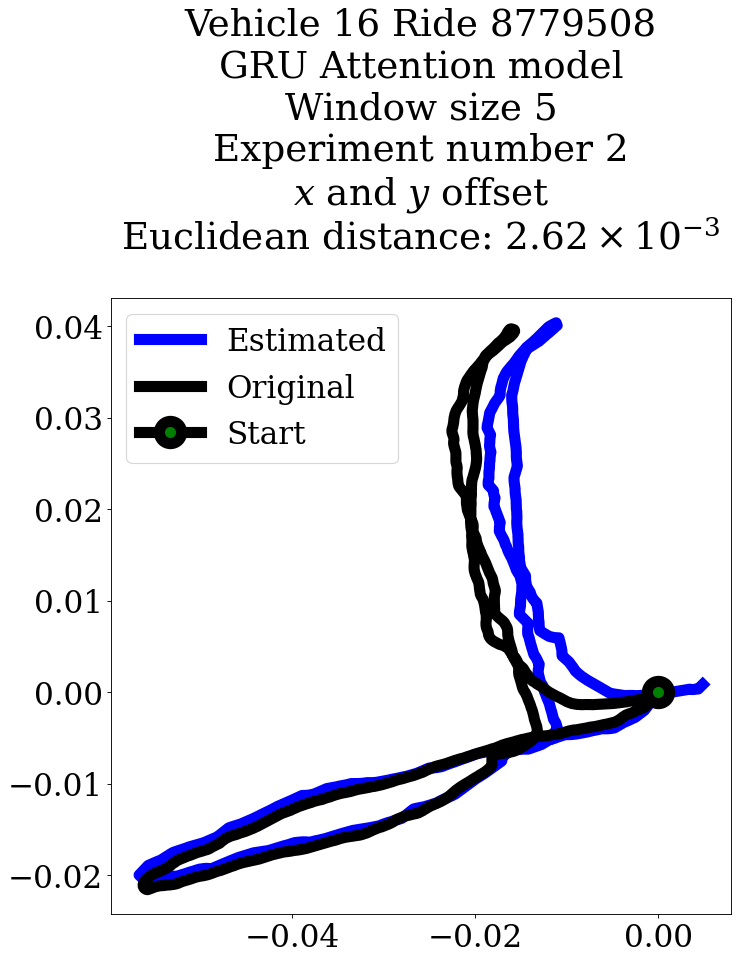 Vehicle 16 Ride 8779508
GRU Attention model
Window size 5
Experiment number 2
x and y offset
Euclidean distance: 2.62 × 10⁻³
Estimated
Original
Start
0.04
0.03
0.02
0.01
0.00
−0.01
−0.02
−0.04
−0.02
0.00